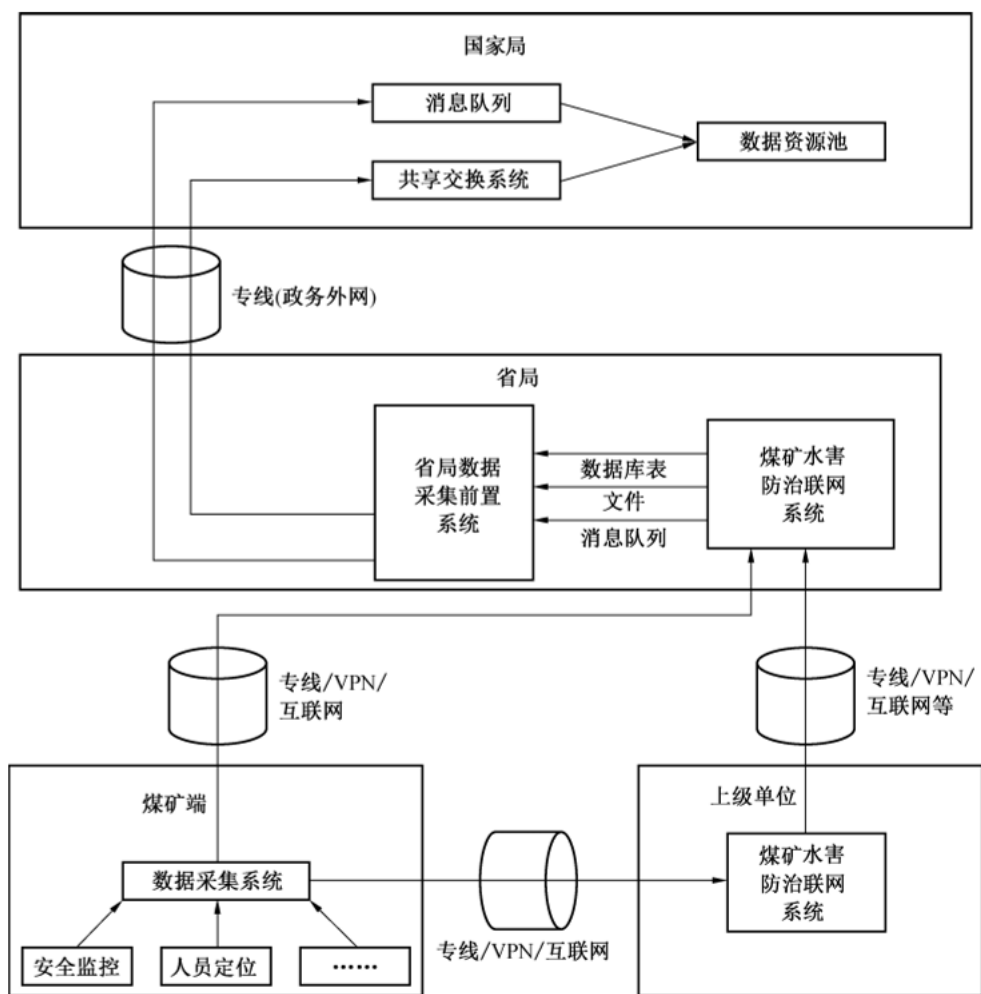 国家局
消息队列
数据资源池
共享交换系统
专线(政务外网)
省局
省局数据
采集前置
系统
数据库表
文件
消息队列
煤矿水害
防治联网
系统
专线/VPN/
互联网
专线/VPN/
互联网等
煤矿端
数据采集系统
安全监控
人员定位
……
专线/VPN/互联网
上级单位
煤矿水害
防治联网
系统